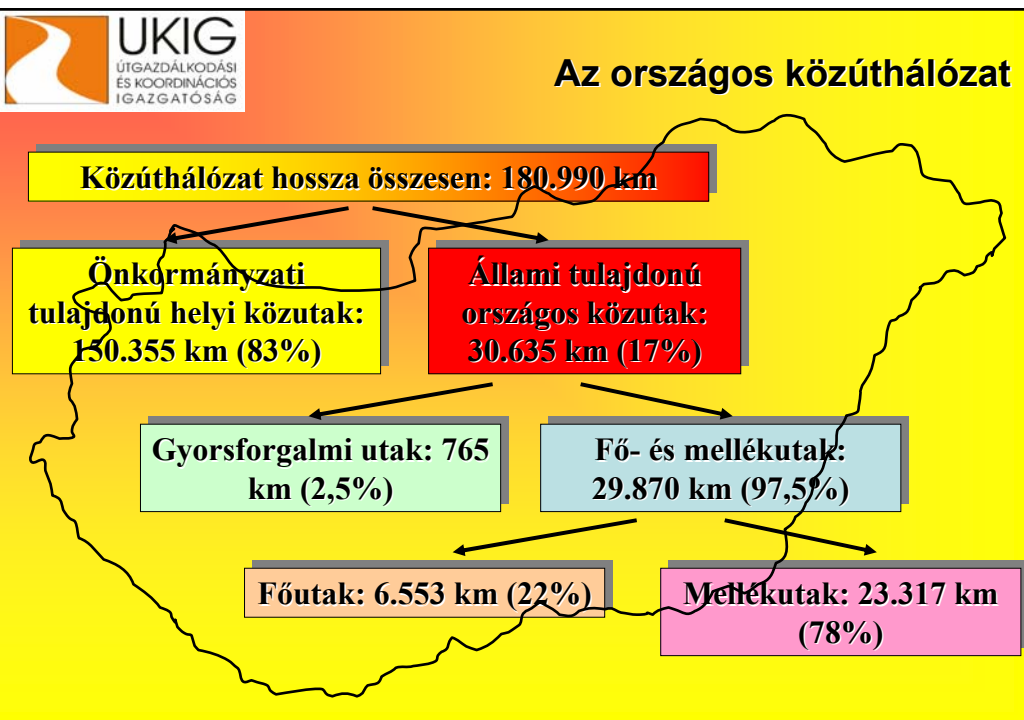 UKIG
ÚTGAZDÁLKODÁSI
ÉS KOORDINÁCIÓS
IGAZGATÓSÁG
Az országos közúthálózat
Közúthálózat hossza összesen: 180.990 km
Önkormányzati
tulajdonú helyi közutak:
150.355 km (83%)
Állami tulajdonú
országos közutak:
30.635 km (17%)
Gyorsforgalmi utak: 765
km (2,5%)
Fő- és mellékutak:
29.870 km (97,5%)
Főutak: 6.553 km (22%)
Mellékutak: 23.317 km
(78%)